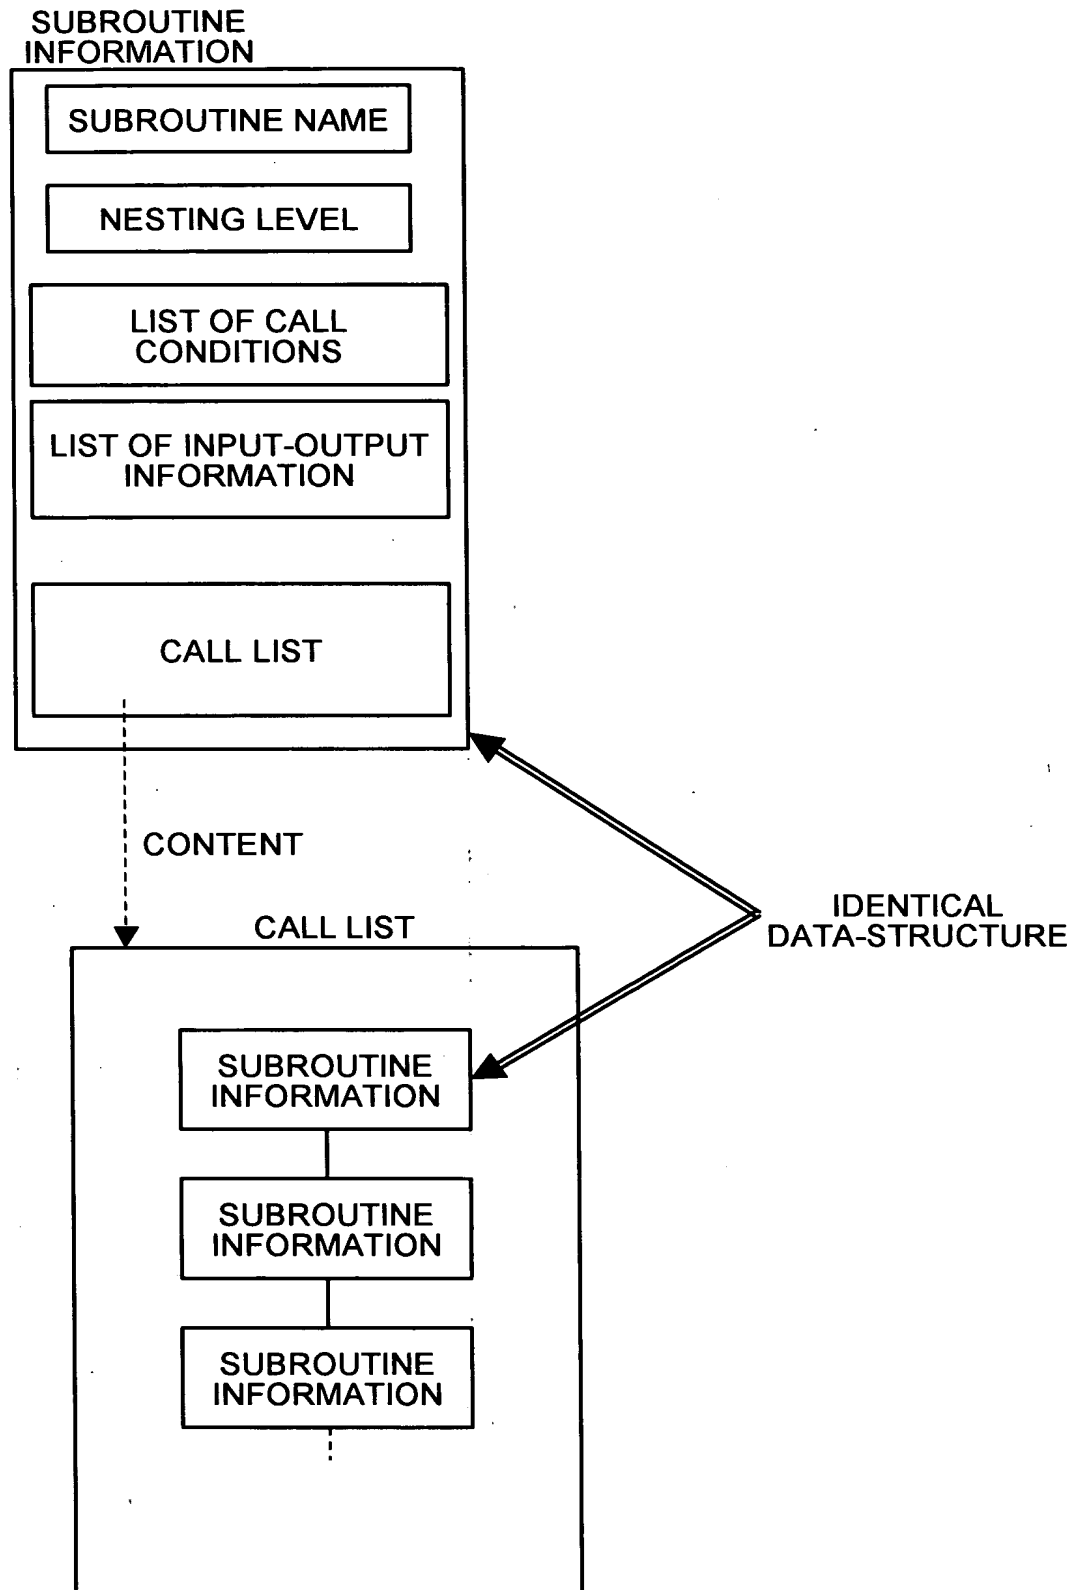 SUBROUTINE
INFORMATION
SUBROUTINE NAME
NESTING LEVEL
LIST OF CALL
CONDITIONS
LIST OF INPUT-OUTPUT
INFORMATION
CALL LIST
CONTENT
IDENTICAL
DATA-STRUCTURE
CALL LIST
SUBROUTINE
INFORMATION
SUBROUTINE
INFORMATION
SUBROUTINE
INFORMATION